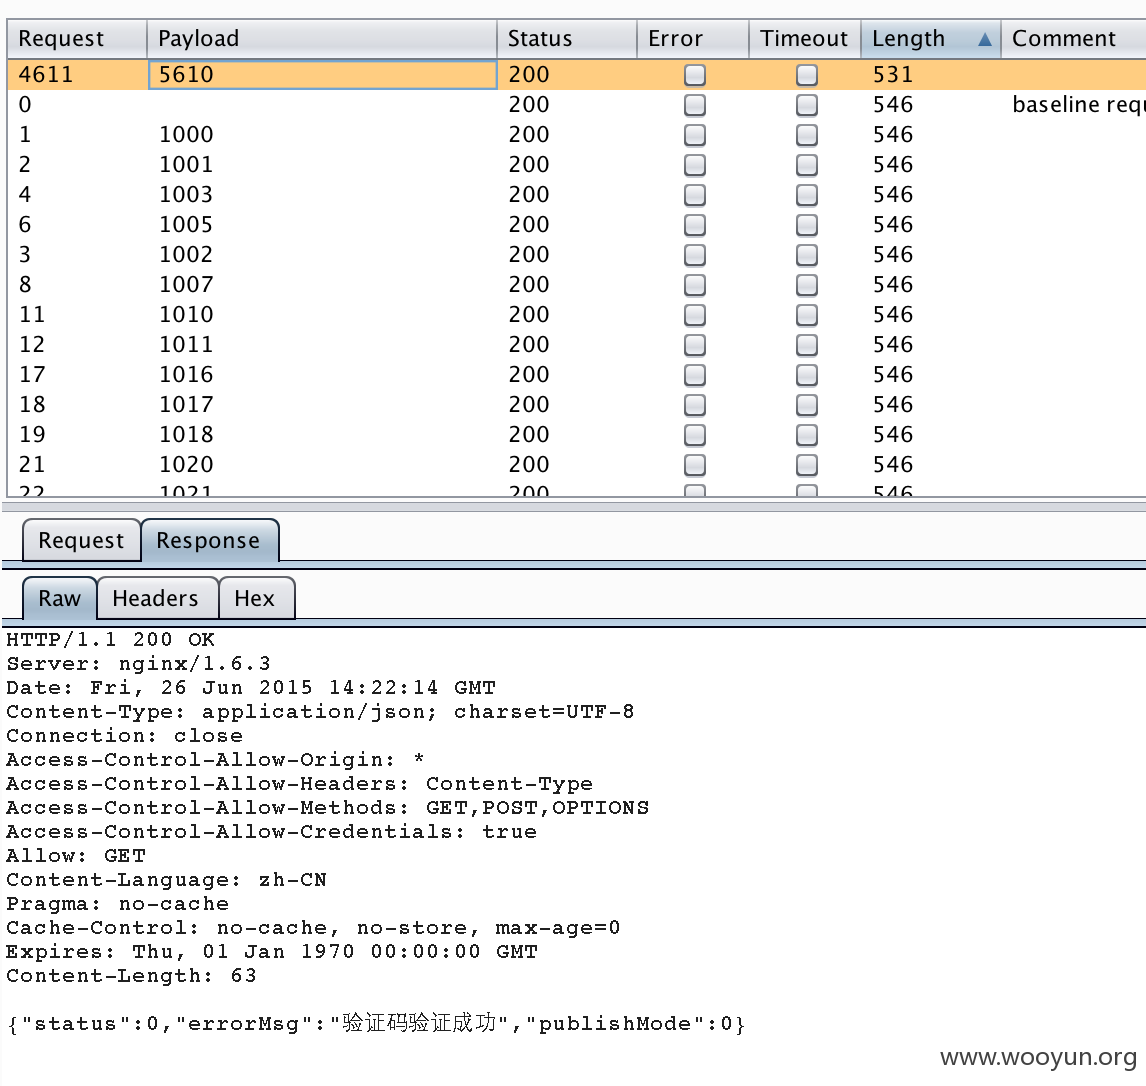 Request Payload Status Error Timeout Length Comment
4611 5610 200 531
0 200 546 baseline requ
1 1000 200 546
2 1001 200 546
4 1003 200 546
6 1005 200 546
3 1002 200 546
8 1007 200 546
11 1010 200 546
12 1011 200 546
17 1016 200 546
18 1017 200 546
19 1018 200 546
21 1020 200 546
22 1021 200 546
Request Response
Raw Headers Hex
HTTP/1.1 200 OK
Server: nginx/1.6.3
Date: Fri, 26 Jun 2015 14:22:14 GMT
Content-Type: application/json; charset=UTF-8
Connection: close
Access-Control-Allow-Origin: *
Access-Control-Allow-Headers: Content-Type
Access-Control-Allow-Methods: GET,POST,OPTIONS
Access-Control-Allow-Credentials: true
Allow: GET
Content-Language: zh-CN
Pragma: no-cache
Cache-Control: no-cache, no-store, max-age=0
Expires: Thu, 01 Jan 1970 00:00:00 GMT
Content-Length: 63
{"status":0,"errorMsg":"验证码验证成功","publishMode":0}
www.wooyun.org